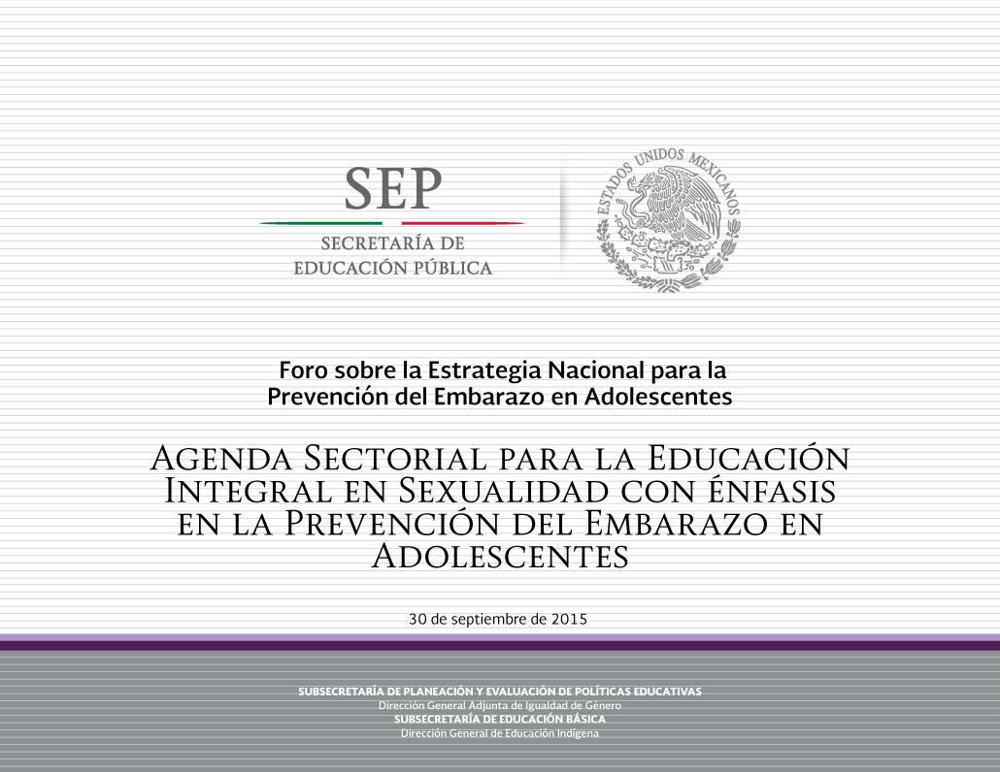 SEP
SECRETARÍA DE
EDUCACIÓN PÚBLICA
ESTADOS UNIDOS MEXICANOS
Foro sobre la Estrategia Nacional para la
Prevención del Embarazo en Adolescentes
Agenda Sectorial para la Educación
Integral en Sexualidad con énfasis
en la Prevención del Embarazo en
Adolescentes
30 de septiembre de 2015
SUBSECRETARÍA DE PLANEACIÓN Y EVALUACIÓN DE POLÍTICAS EDUCATIVAS
Dirección General Adjunta de Igualdad de Género
SUBSECRETARÍA DE EDUCACIÓN BÁSICA
Dirección General de Educación Indígena